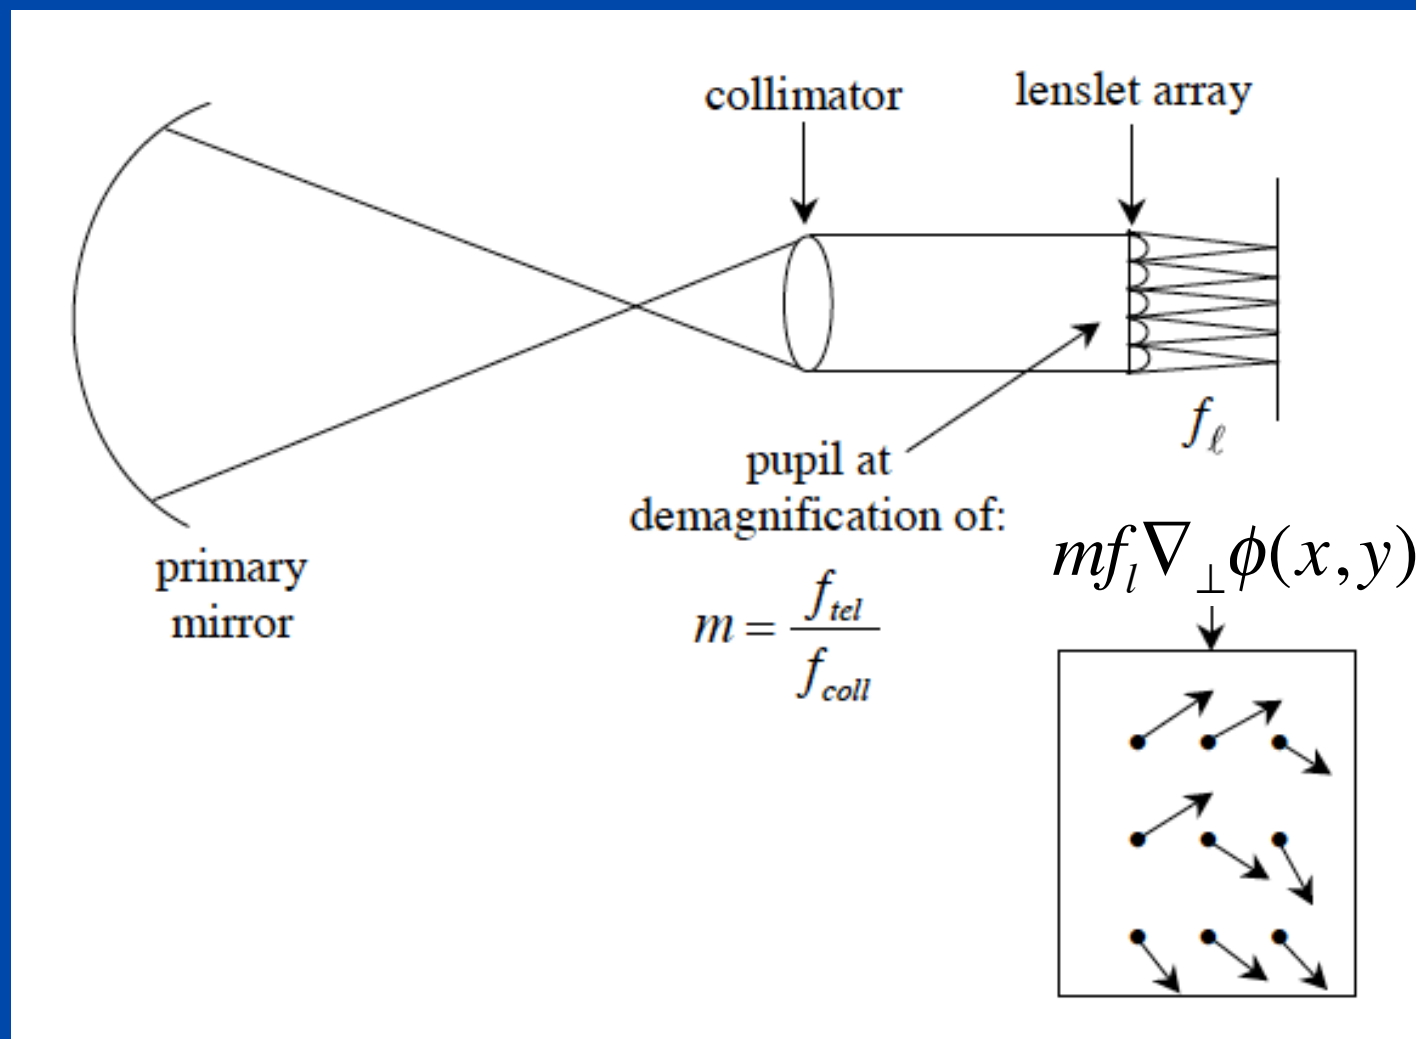 collimator
lenslet array
pupil at
demagnification of:
m = f_tel / f_coll
f_ℓ
primary
mirror
mf_l∇_⊥ϕ(x,y)